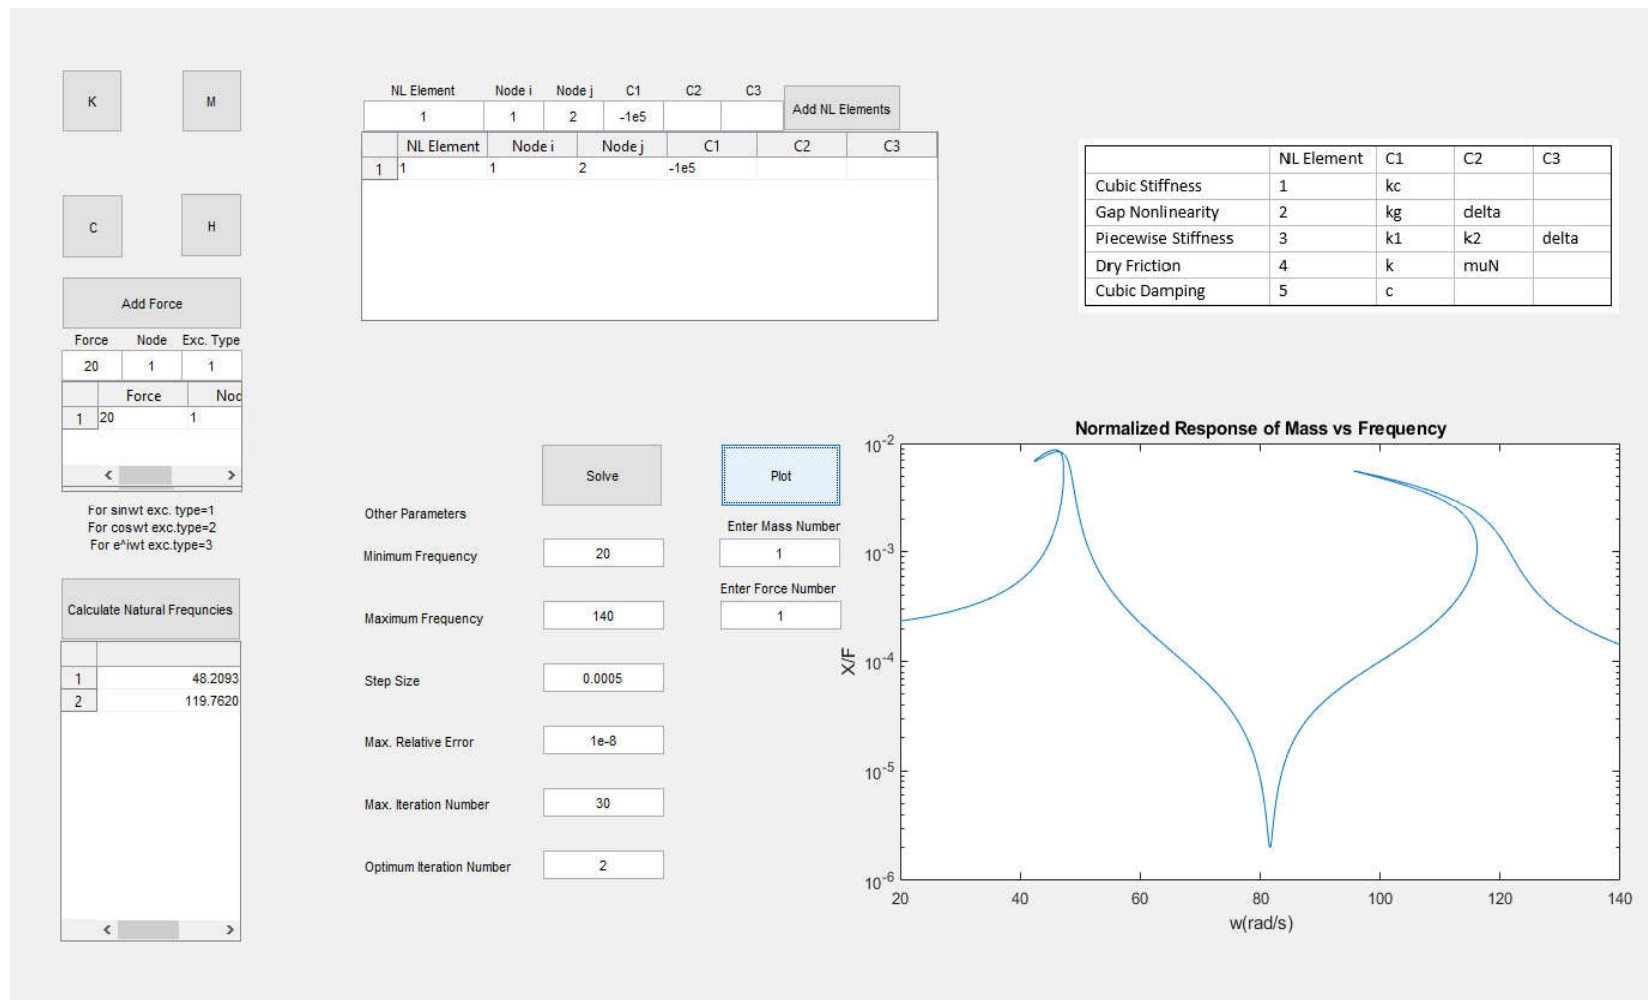 K
M
C
H
Add Force
Force Node Exc. Type
20 1 1
Force Nod
1 20 1
For sinwt exc. type=1
For coswt exc.type=2
For e^iwt exc.type=3
Calculate Natural Frequncies
1 48.2093
2 119.7620
NL Element Node i Node j C1 C2 C3
1 1 2 -1e5
Add NL Elements
NL Element Node i Node j C1 C2 C3
1 1 1 2 -1e5
NL Element C1 C2 C3
Cubic Stiffness 1 kc
Gap Nonlinearity 2 kg delta
Piecewise Stiffness 3 k1 k2 delta
Dry Friction 4 k muN
Cubic Damping 5 c
Solve
Plot
Other Parameters
Minimum Frequency 20
Maximum Frequency 140
Step Size 0.0005
Max. Relative Error 1e-8
Max. Iteration Number 30
Optimum Iteration Number 2
Enter Mass Number
1
Enter Force Number
1
Normalized Response of Mass vs Frequency
10^-2
10^-3
10^-4
10^-5
10^-6
X/F
20 40 60 80 100 120 140
w(rad/s)